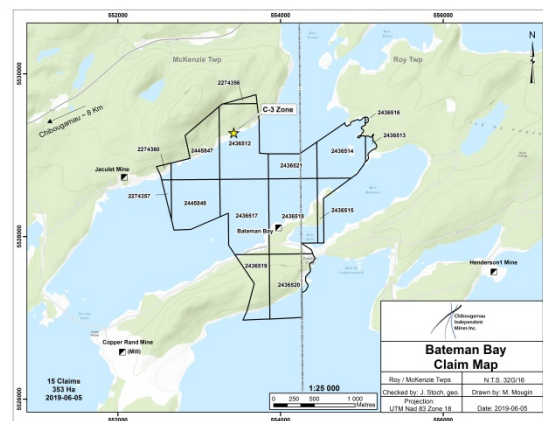 552000
554000
556000
5530000
5530000
McKenzie Twp
Roy Twp
N
2274356
Chibougamau ~ 8 Km
C-3 Zone
2436516
2436513
2436512
2274360
2445847
2436514
2436521
Jaculet Mine
2274357
2445848
2436517
2436518
2436515
Bateman Bay
5528000
5528000
2436519
Henderson1 Mine
2436520
Copper Rand Mine
(Mill)
Chibougamau
Independent
Mines Inc.
Bateman Bay
Claim Map
Roy / McKenzie Twps
N.T.S. 32G/16
Checked by: J. Stoch, geo.
Drawn by: M. Mougin
Projection:
UTM Nad 83 Zone 18
Date: 2019-06-05
15 Claims
353 Ha
2019-06-05
1:25 000
0 250 500 1 000
Metres
5526000
5526000
552000
554000
556000